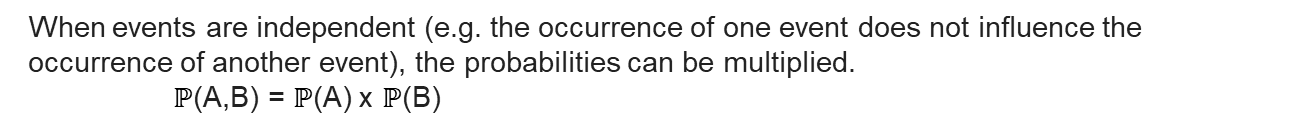 When events are independent (e.g. the occurrence of one event does not influence the
occurrence of another event), the probabilities can be multiplied.
ℙ(A,B) = ℙ(A) x ℙ(B)